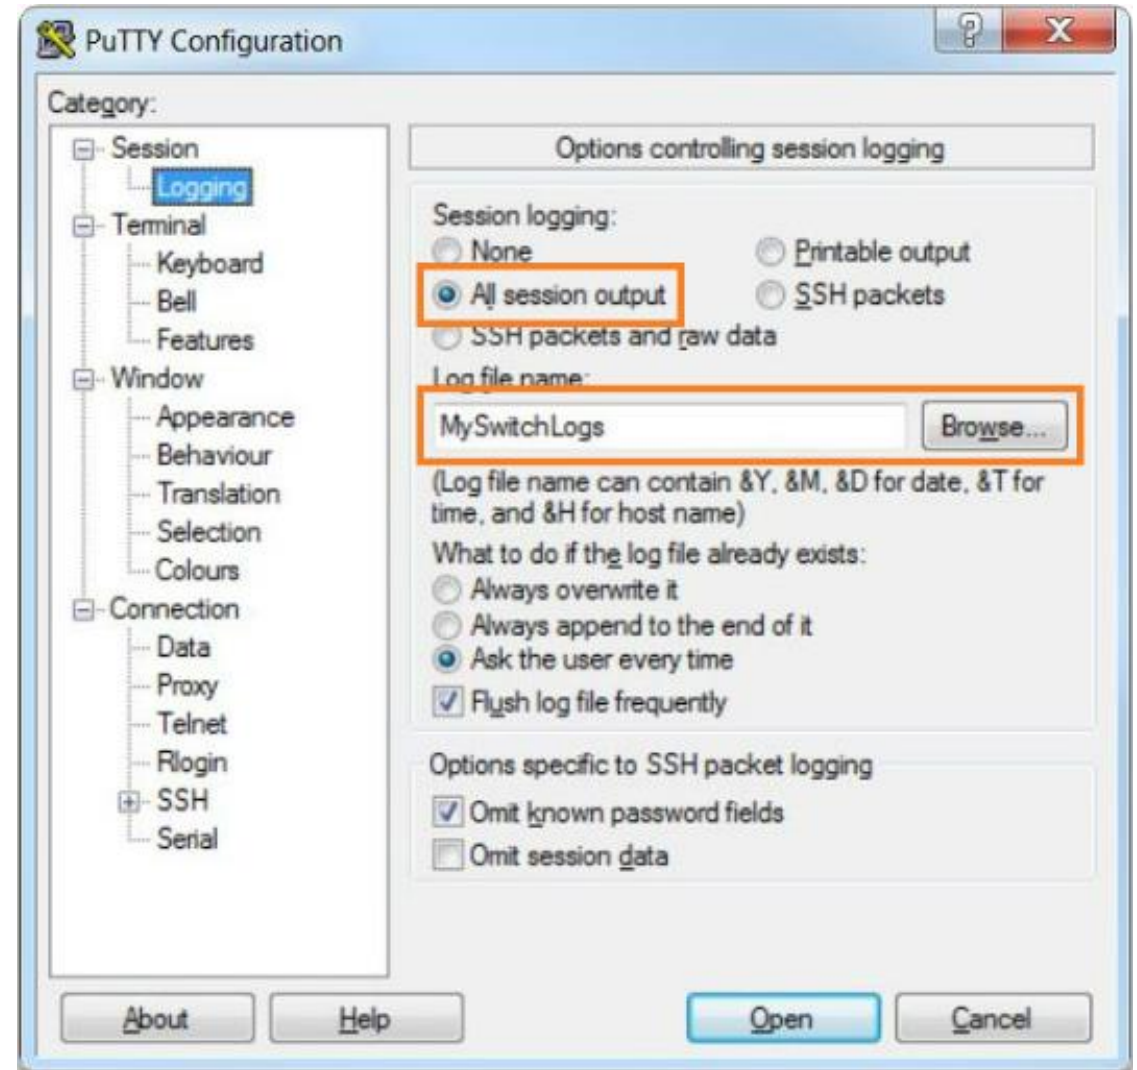 PuTTY Configuration
Category:
Session
Logging
Terminal
Keyboard
Bell
Features
Window
Appearance
Behaviour
Translation
Selection
Colours
Connection
Data
Proxy
Telnet
Rlogin
SSH
Serial
Options controlling session logging
Session logging:
None
Printable output
All session output
SSH packets
SSH packets and raw data
Log file name:
MySwitchLogs
Browse...
(Log file name can contain &Y, &M, &D for date, &T for
time, and &H for host name)
What to do if the log file already exists:
Always overwrite it
Always append to the end of it
Ask the user every time
Flush log file frequently
Options specific to SSH packet logging
Omit known password fields
Omit session data
About
Help
Open
Cancel